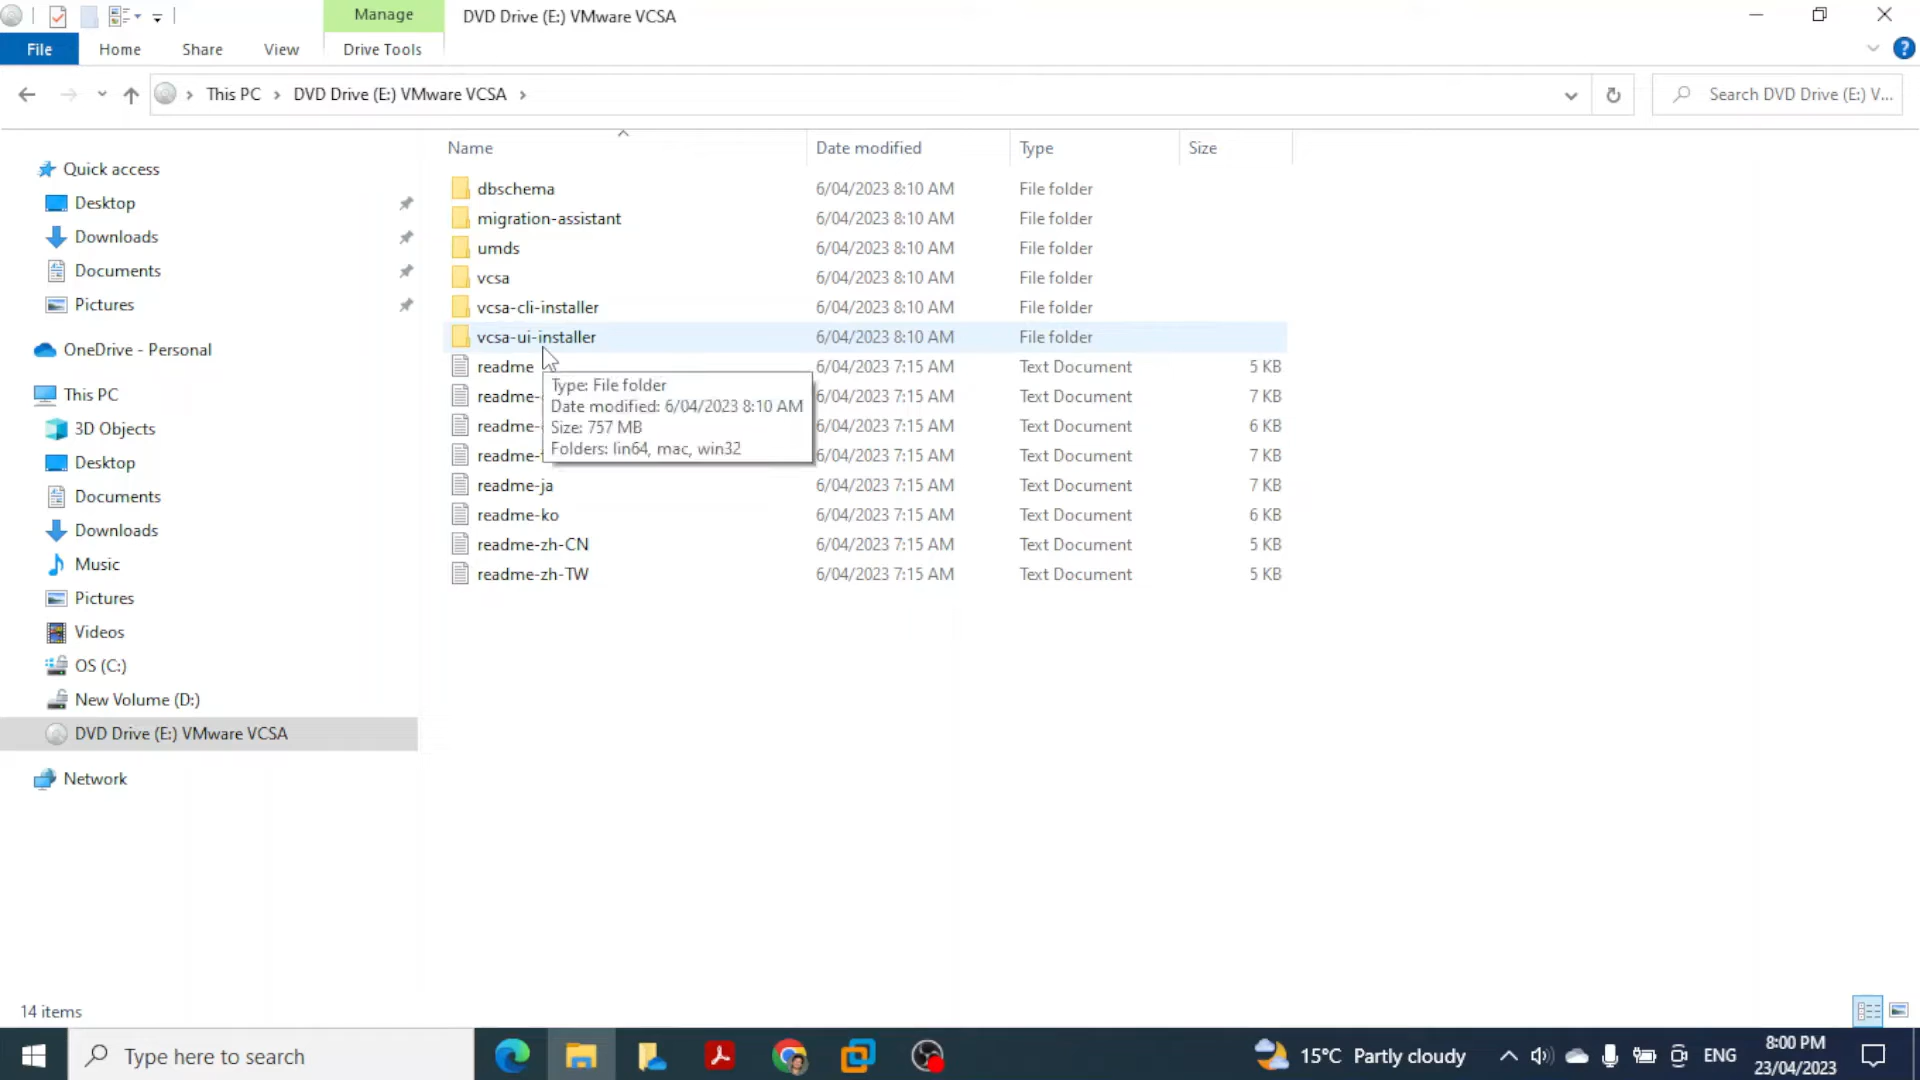 Manage
DVD Drive (E:) VMware VCSA
File
Home
Share
View
Drive Tools
This PC
DVD Drive (E:) VMware VCSA
Search DVD Drive (E:) V...
Name
Date modified
Type
Size
Quick access
Desktop
Downloads
Documents
Pictures
OneDrive - Personal
This PC
3D Objects
Desktop
Documents
Downloads
Music
Pictures
Videos
OS (C:)
New Volume (D:)
DVD Drive (E:) VMware VCSA
Network
dbschema 6/04/2023 8:10 AM File folder
migration-assistant 6/04/2023 8:10 AM File folder
umds 6/04/2023 8:10 AM File folder
vcsa 6/04/2023 8:10 AM File folder
vcsa-cli-installer 6/04/2023 8:10 AM File folder
vcsa-ui-installer 6/04/2023 8:10 AM File folder
readme 6/04/2023 7:15 AM Text Document 5 KB
readme- 6/04/2023 7:15 AM Text Document 7 KB
readme- 6/04/2023 7:15 AM Text Document 6 KB
readme- 6/04/2023 7:15 AM Text Document 7 KB
readme-ja 6/04/2023 7:15 AM Text Document 7 KB
readme-ko 6/04/2023 7:15 AM Text Document 6 KB
readme-zh-CN 6/04/2023 7:15 AM Text Document 5 KB
readme-zh-TW 6/04/2023 7:15 AM Text Document 5 KB
Type: File folder
Date modified: 6/04/2023 8:10 AM
Size: 757 MB
Folders: lin64, mac, win32
14 items
Type here to search
15°C Partly cloudy
ENG
8:00 PM
23/04/2023